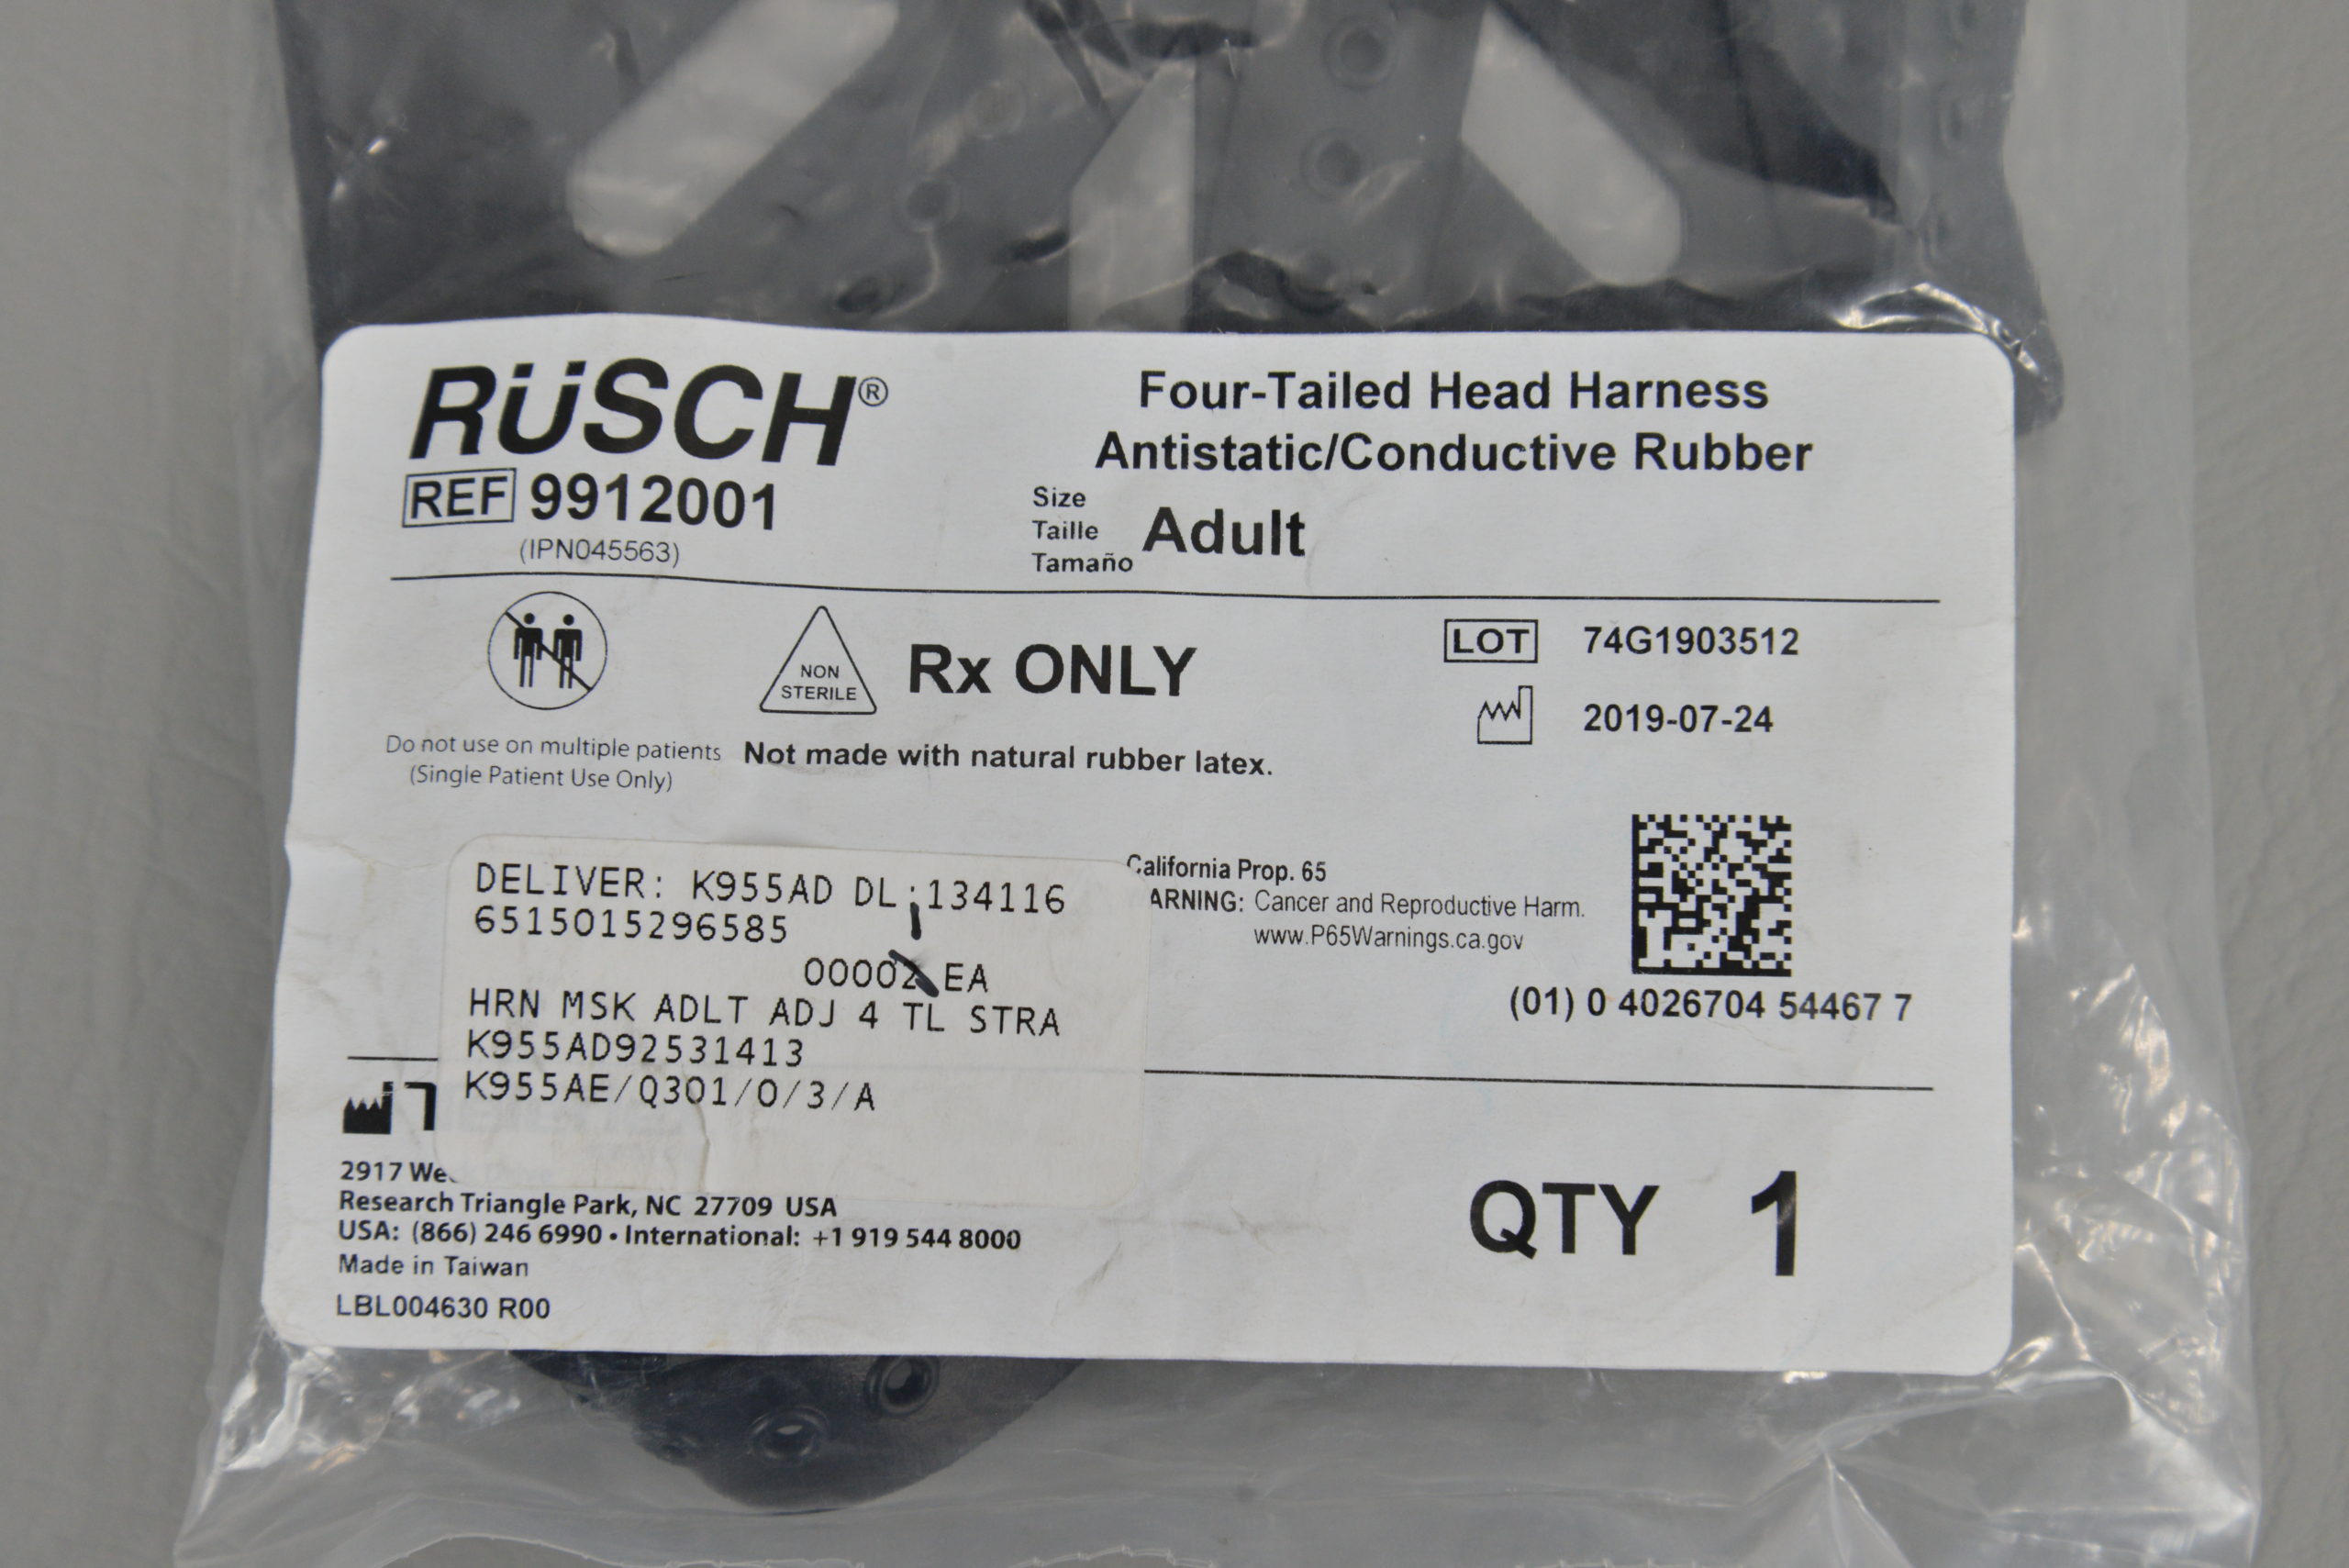 RÜSCH®
REF 9912001
(IPN045563)
Four-Tailed Head Harness
Antistatic/Conductive Rubber
Size
Taille
Tamaño
Adult
NON
STERILE
Rx ONLY
LOT 74G1903512
2019-07-24
Do not use on multiple patients
(Single Patient Use Only)
Not made with natural rubber latex.
DELIVER: K955AD DL:134116
6515015296585
00002 EA
HRN MSK ADLT ADJ 4 TL STRA
K955AD92531413
K955AE/Q301/0/3/A
California Prop. 65
ARNING: Cancer and Reproductive Harm.
www.P65Warnings.ca.gov
(01) 0 4026704 54467 7
2917
Research Triangle Park, NC 27709 USA
USA: (866) 246 6990 • International: +1 919 544 8000
Made in Taiwan
LBL004630 R00
QTY 1